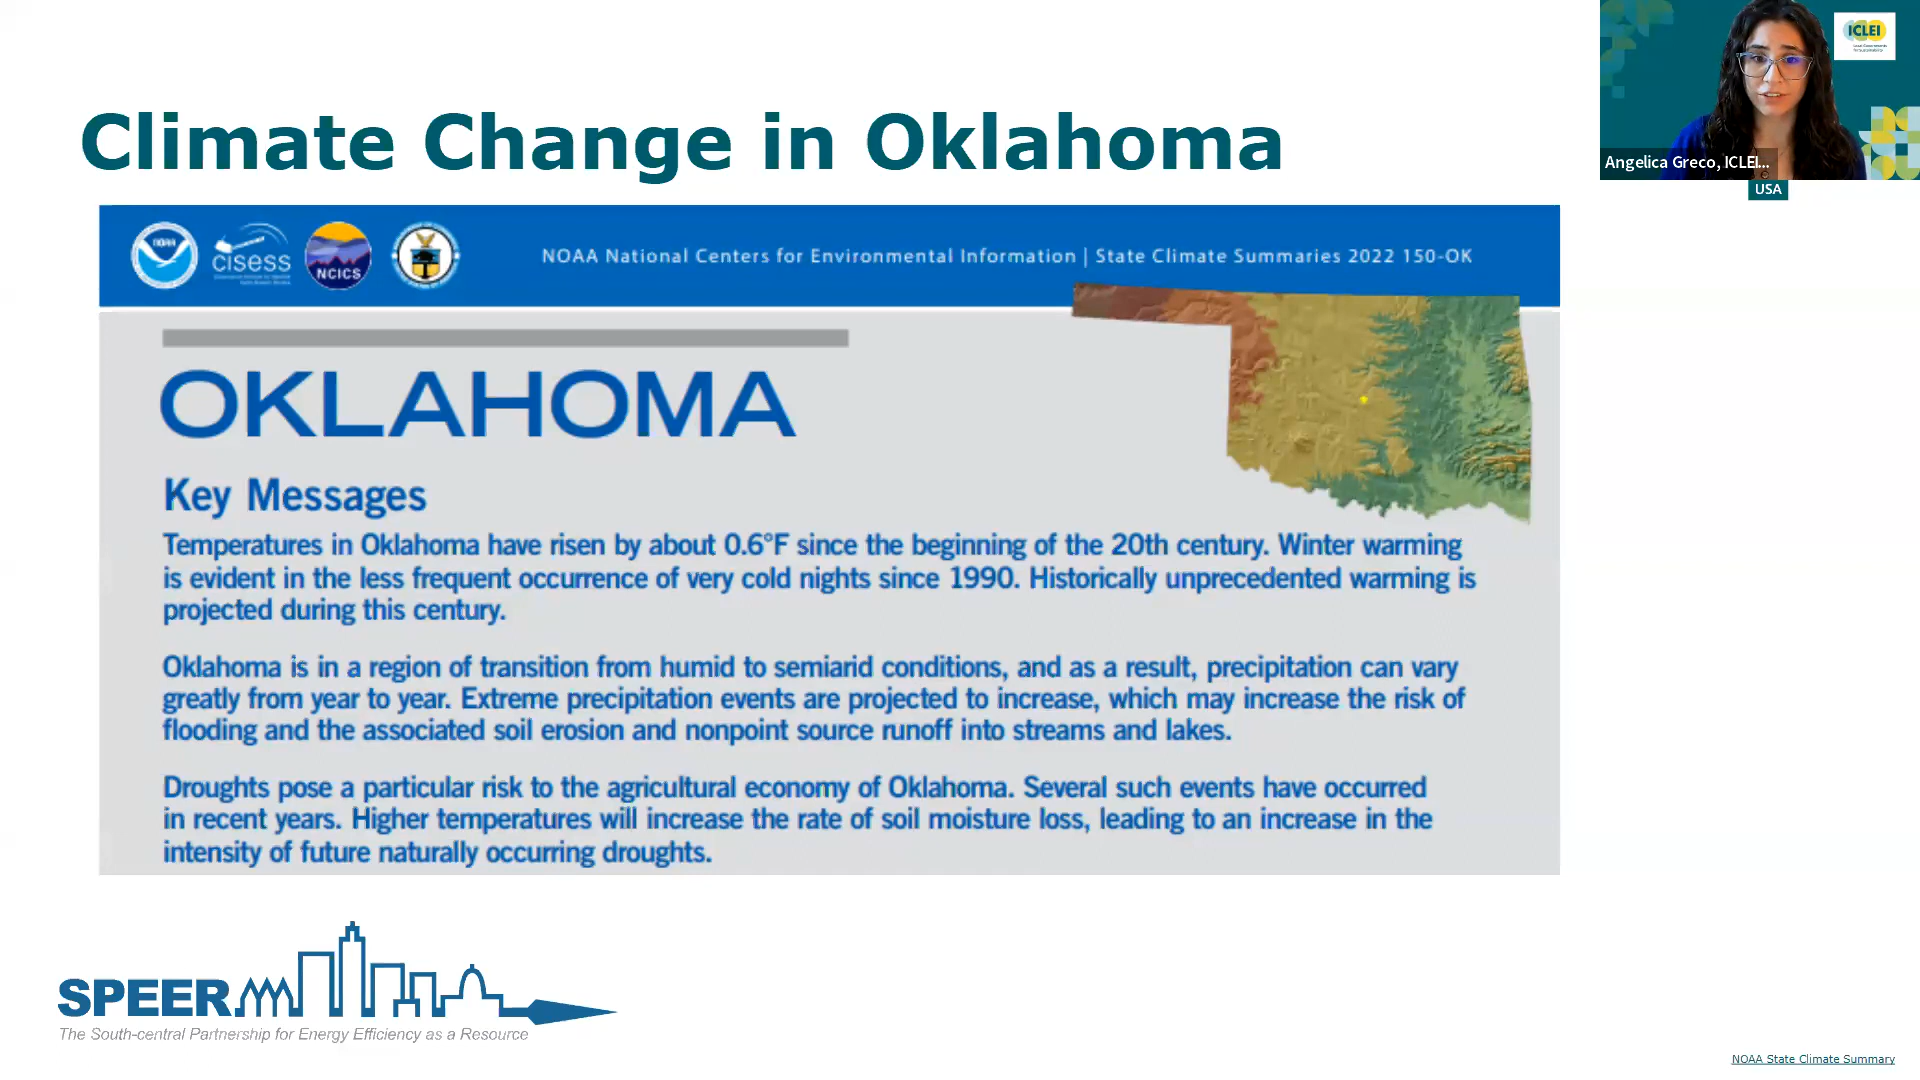 Climate Change in Oklahoma
ICLEI
Angelica Greco, ICLEI...
USA
NOAA
cisess
NCICS
NOAA National Centers for Environmental Information | State Climate Summaries 2022 150-OK
OKLAHOMA
Key Messages
Temperatures in Oklahoma have risen by about 0.6°F since the beginning of the 20th century. Winter warming
is evident in the less frequent occurrence of very cold nights since 1990. Historically unprecedented warming is
projected during this century.
Oklahoma is in a region of transition from humid to semiarid conditions, and as a result, precipitation can vary
greatly from year to year. Extreme precipitation events are projected to increase, which may increase the risk of
flooding and the associated soil erosion and nonpoint source runoff into streams and lakes.
Droughts pose a particular risk to the agricultural economy of Oklahoma. Several such events have occurred
in recent years. Higher temperatures will increase the rate of soil moisture loss, leading to an increase in the
intensity of future naturally occurring droughts.
SPEER
The South-central Partnership for Energy Efficiency as a Resource
NOAA State Climate Summary